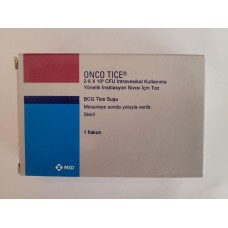 ONCO TICE®
2-8 X 10⁸ CFU İntravezikal Kullanıma
Yönelik İnstilasyon Sıvısı İçin Toz
BCG Tice Suşu
Mesaneye sonda yoluyla verilir.
Steril
1 flakon
MSD